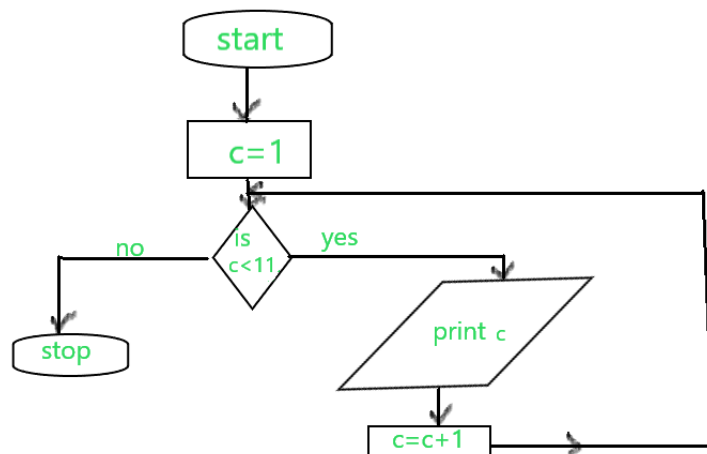 start
c=1
is
c<11
no
yes
stop
print c
c=c+1